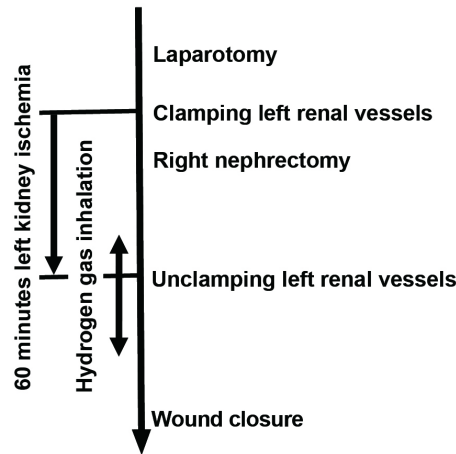 Laparotomy
Clamping left renal vessels
Right nephrectomy
60 minutes left kidney ischemia
Hydrogen gas inhalation
Unclamping left renal vessels
Wound closure